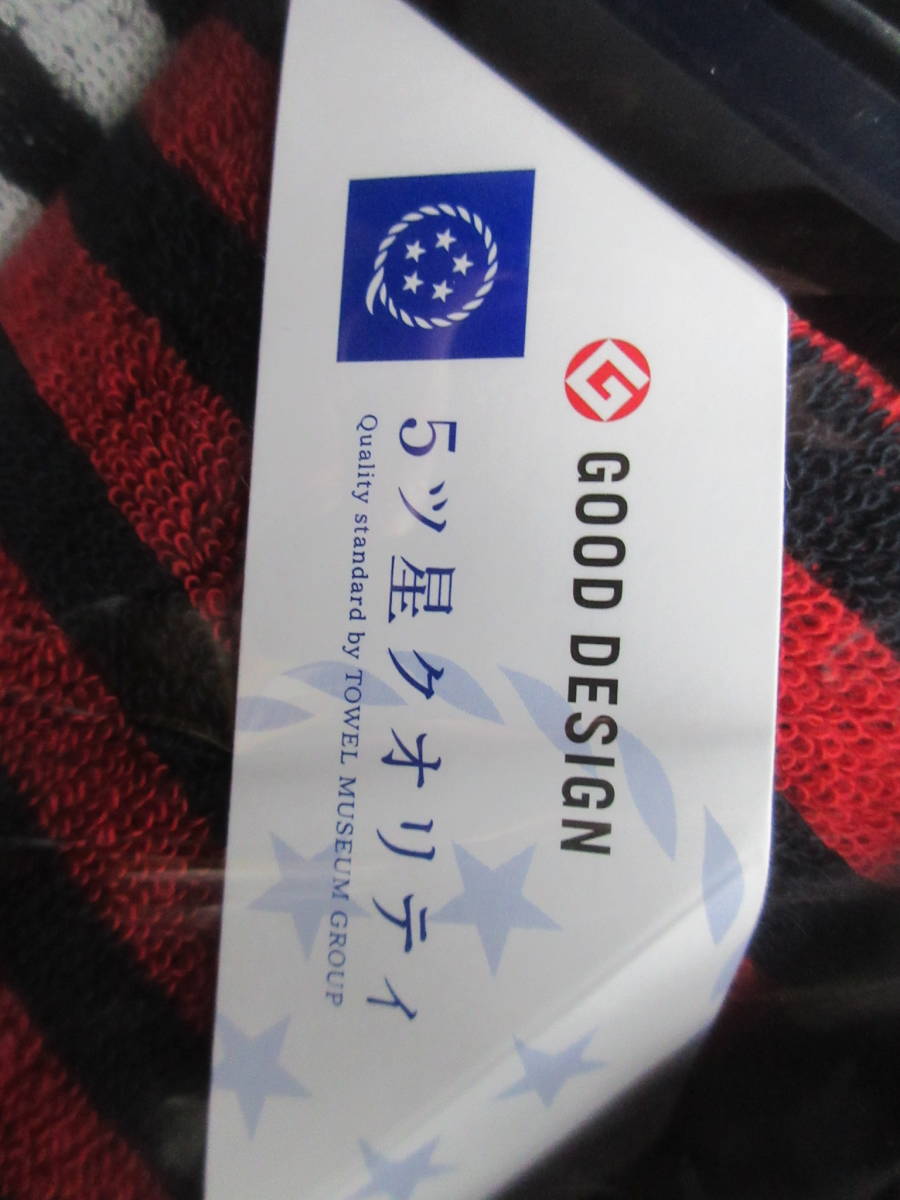 GOOD DESIGN
5ツ星クオリティ
Quality standard by TOWEL MUSEUM GROUP